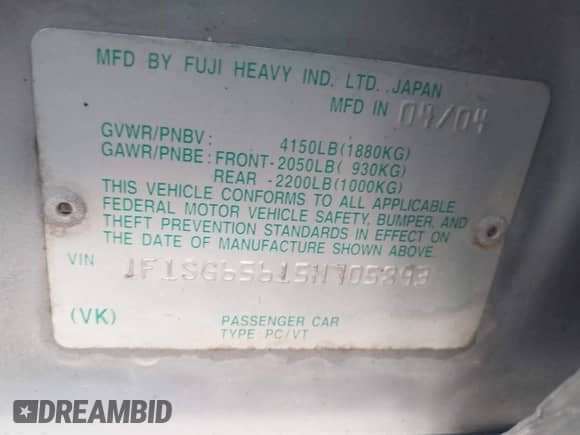 MFD BY FUJI HEAVY IND. LTD. JAPAN
MFD IN 04/04
GVWR/PNBV: 4150LB(1880KG)
GAWR/PNBE: FRONT-2050LB( 930KG)
REAR -2200LB(1000KG)
THIS VEHICLE CONFORMS TO ALL APPLICABLE
FEDERAL MOTOR VEHICLE SAFETY, BUMPER, AND
THEFT PREVENTION STANDARDS IN EFFECT ON
THE DATE OF MANUFACTURE SHOWN ABOVE.
VIN
(VK) PASSENGER CAR
TYPE-PC/VT
DREAMBID